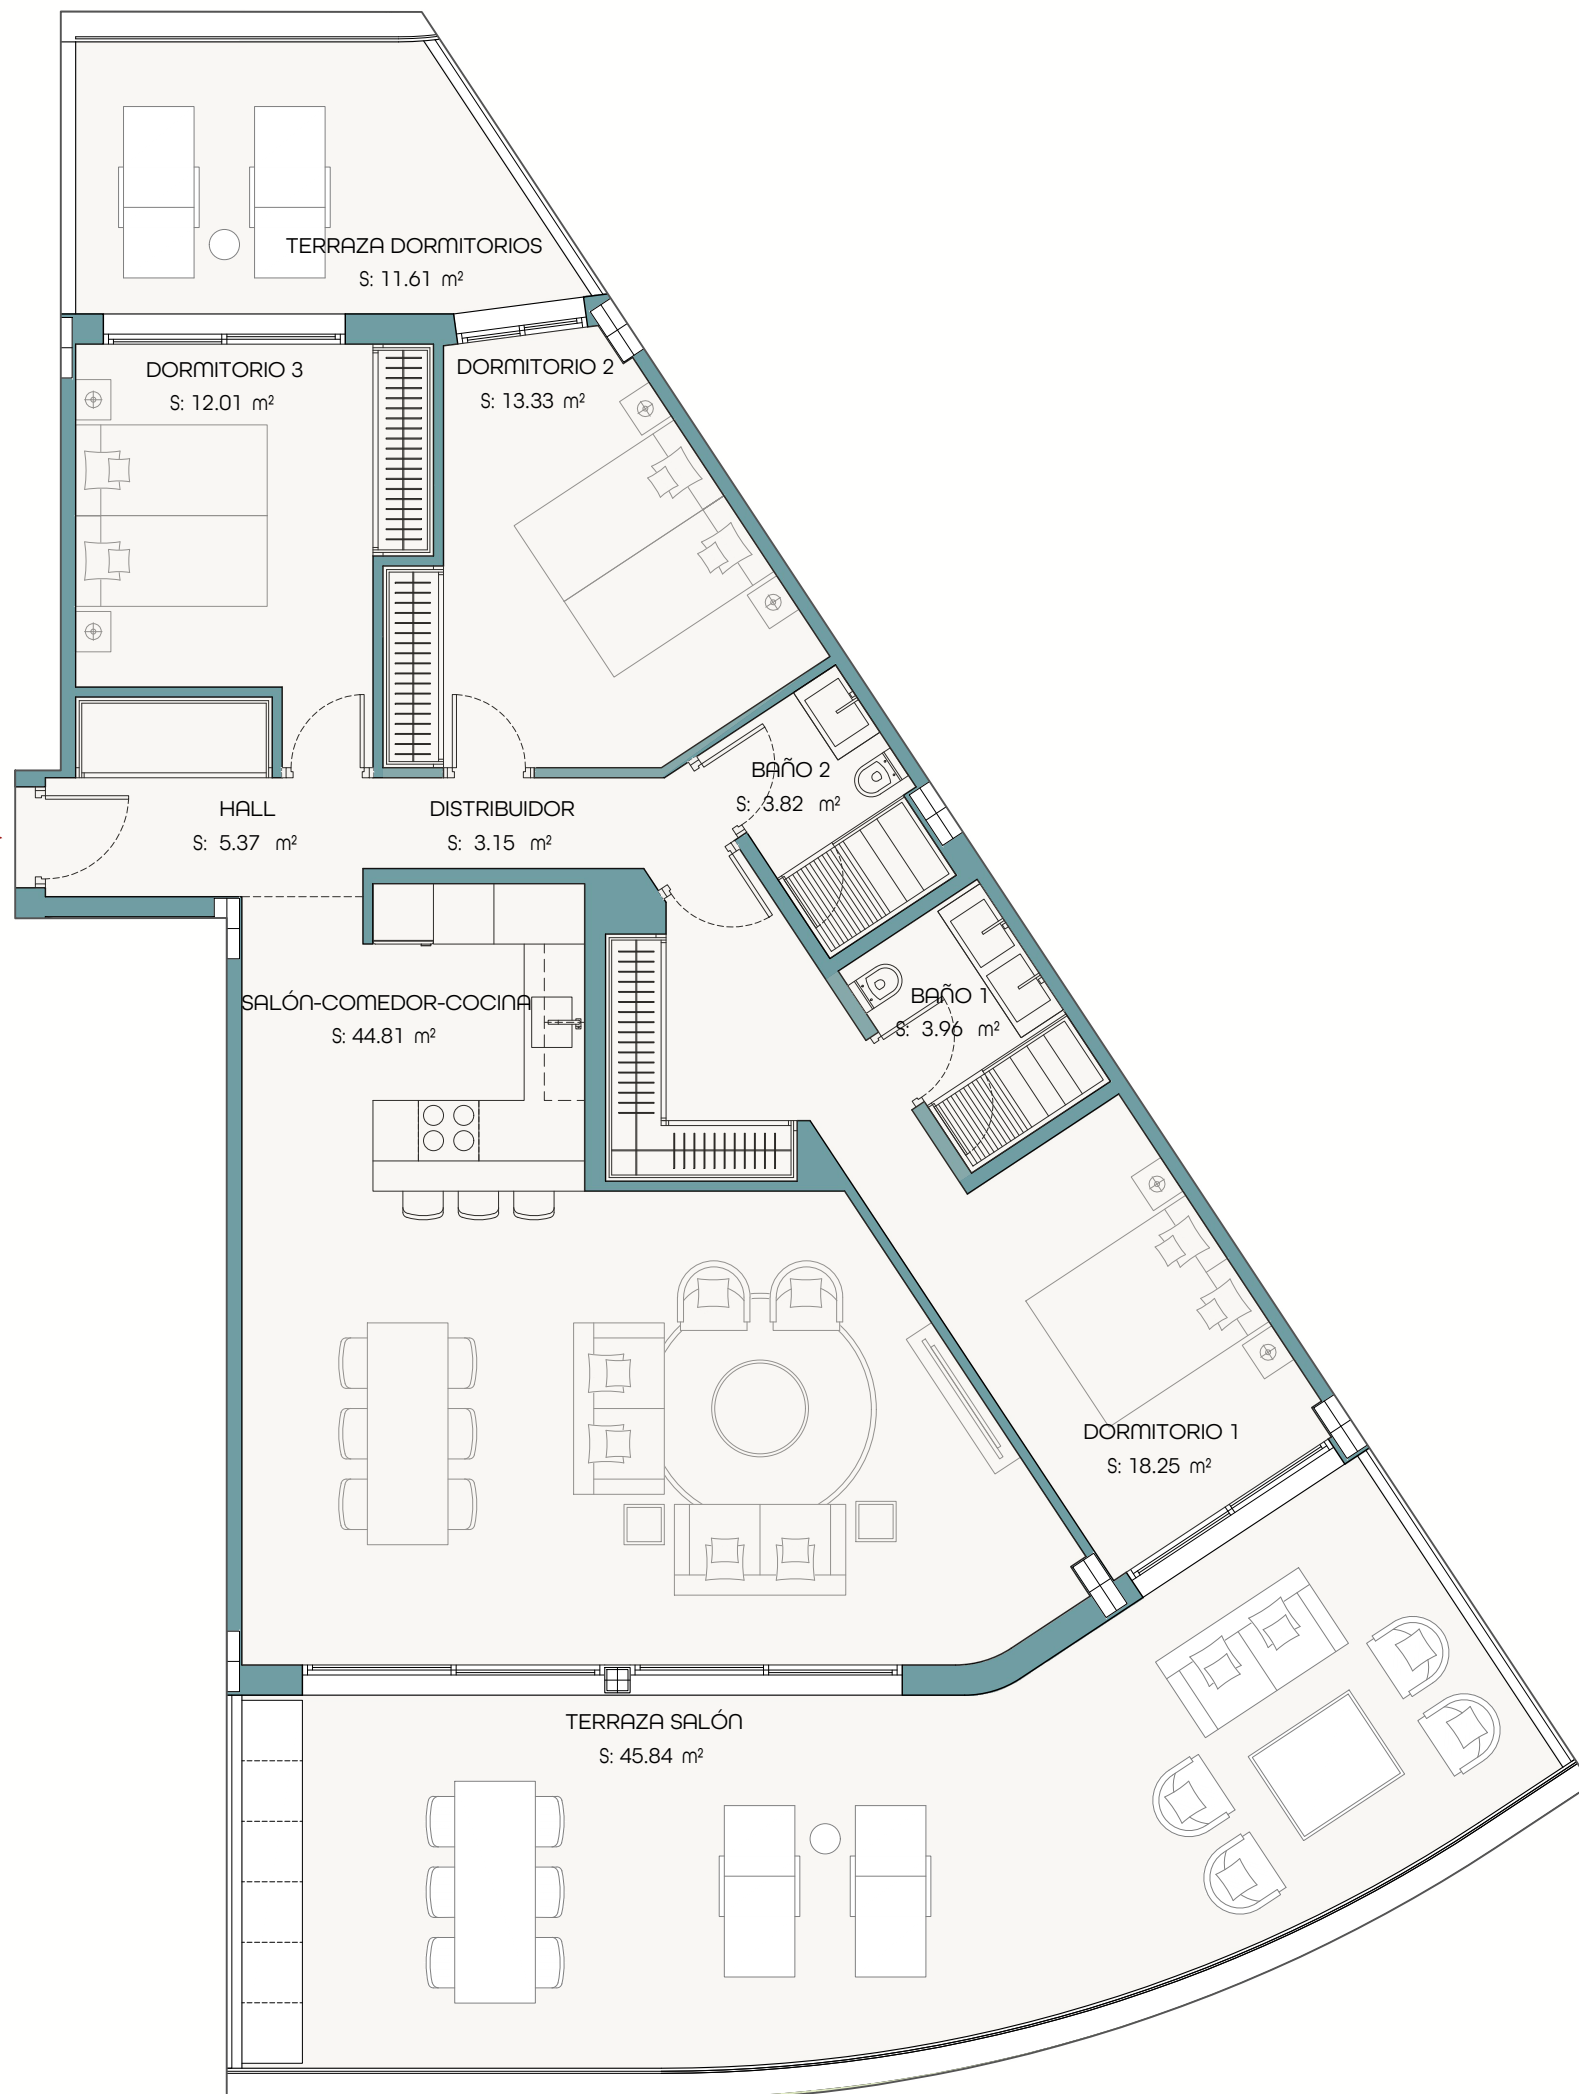 TERRAZA DORMITORIOS
S: 11.61 m²
DORMITORIO 3
S: 12.01 m²
DORMITORIO 2
S: 13.33 m²
BAÑO 2
S: 3.82 m²
HALL
S: 5.37 m²
DISTRIBUIDOR
S: 3.15 m²
SALÓN-COMEDOR-COCINA
S: 44.81 m²
BAÑO 1
S: 3.96 m²
DORMITORIO 1
S: 18.25 m²
TERRAZA SALÓN
S: 45.84 m²